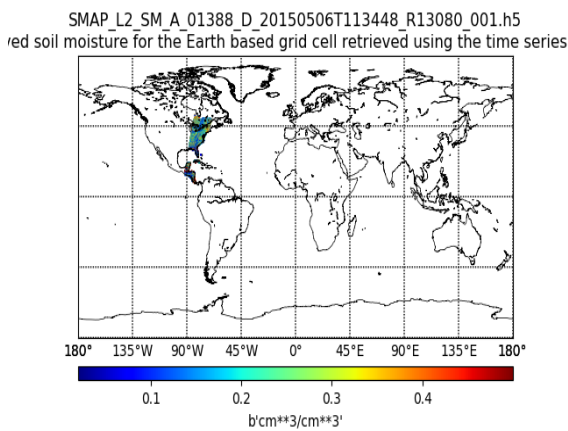 SMAP_L2_SM_A_01388_D_20150506T113448_R13080_001.h5
ved soil moisture for the Earth based grid cell retrieved using the time series
180° 135°W 90°W 45°W 0° 45°E 90°E 135°E 180°
0.1 0.2 0.3 0.4
b'cm**3/cm**3'